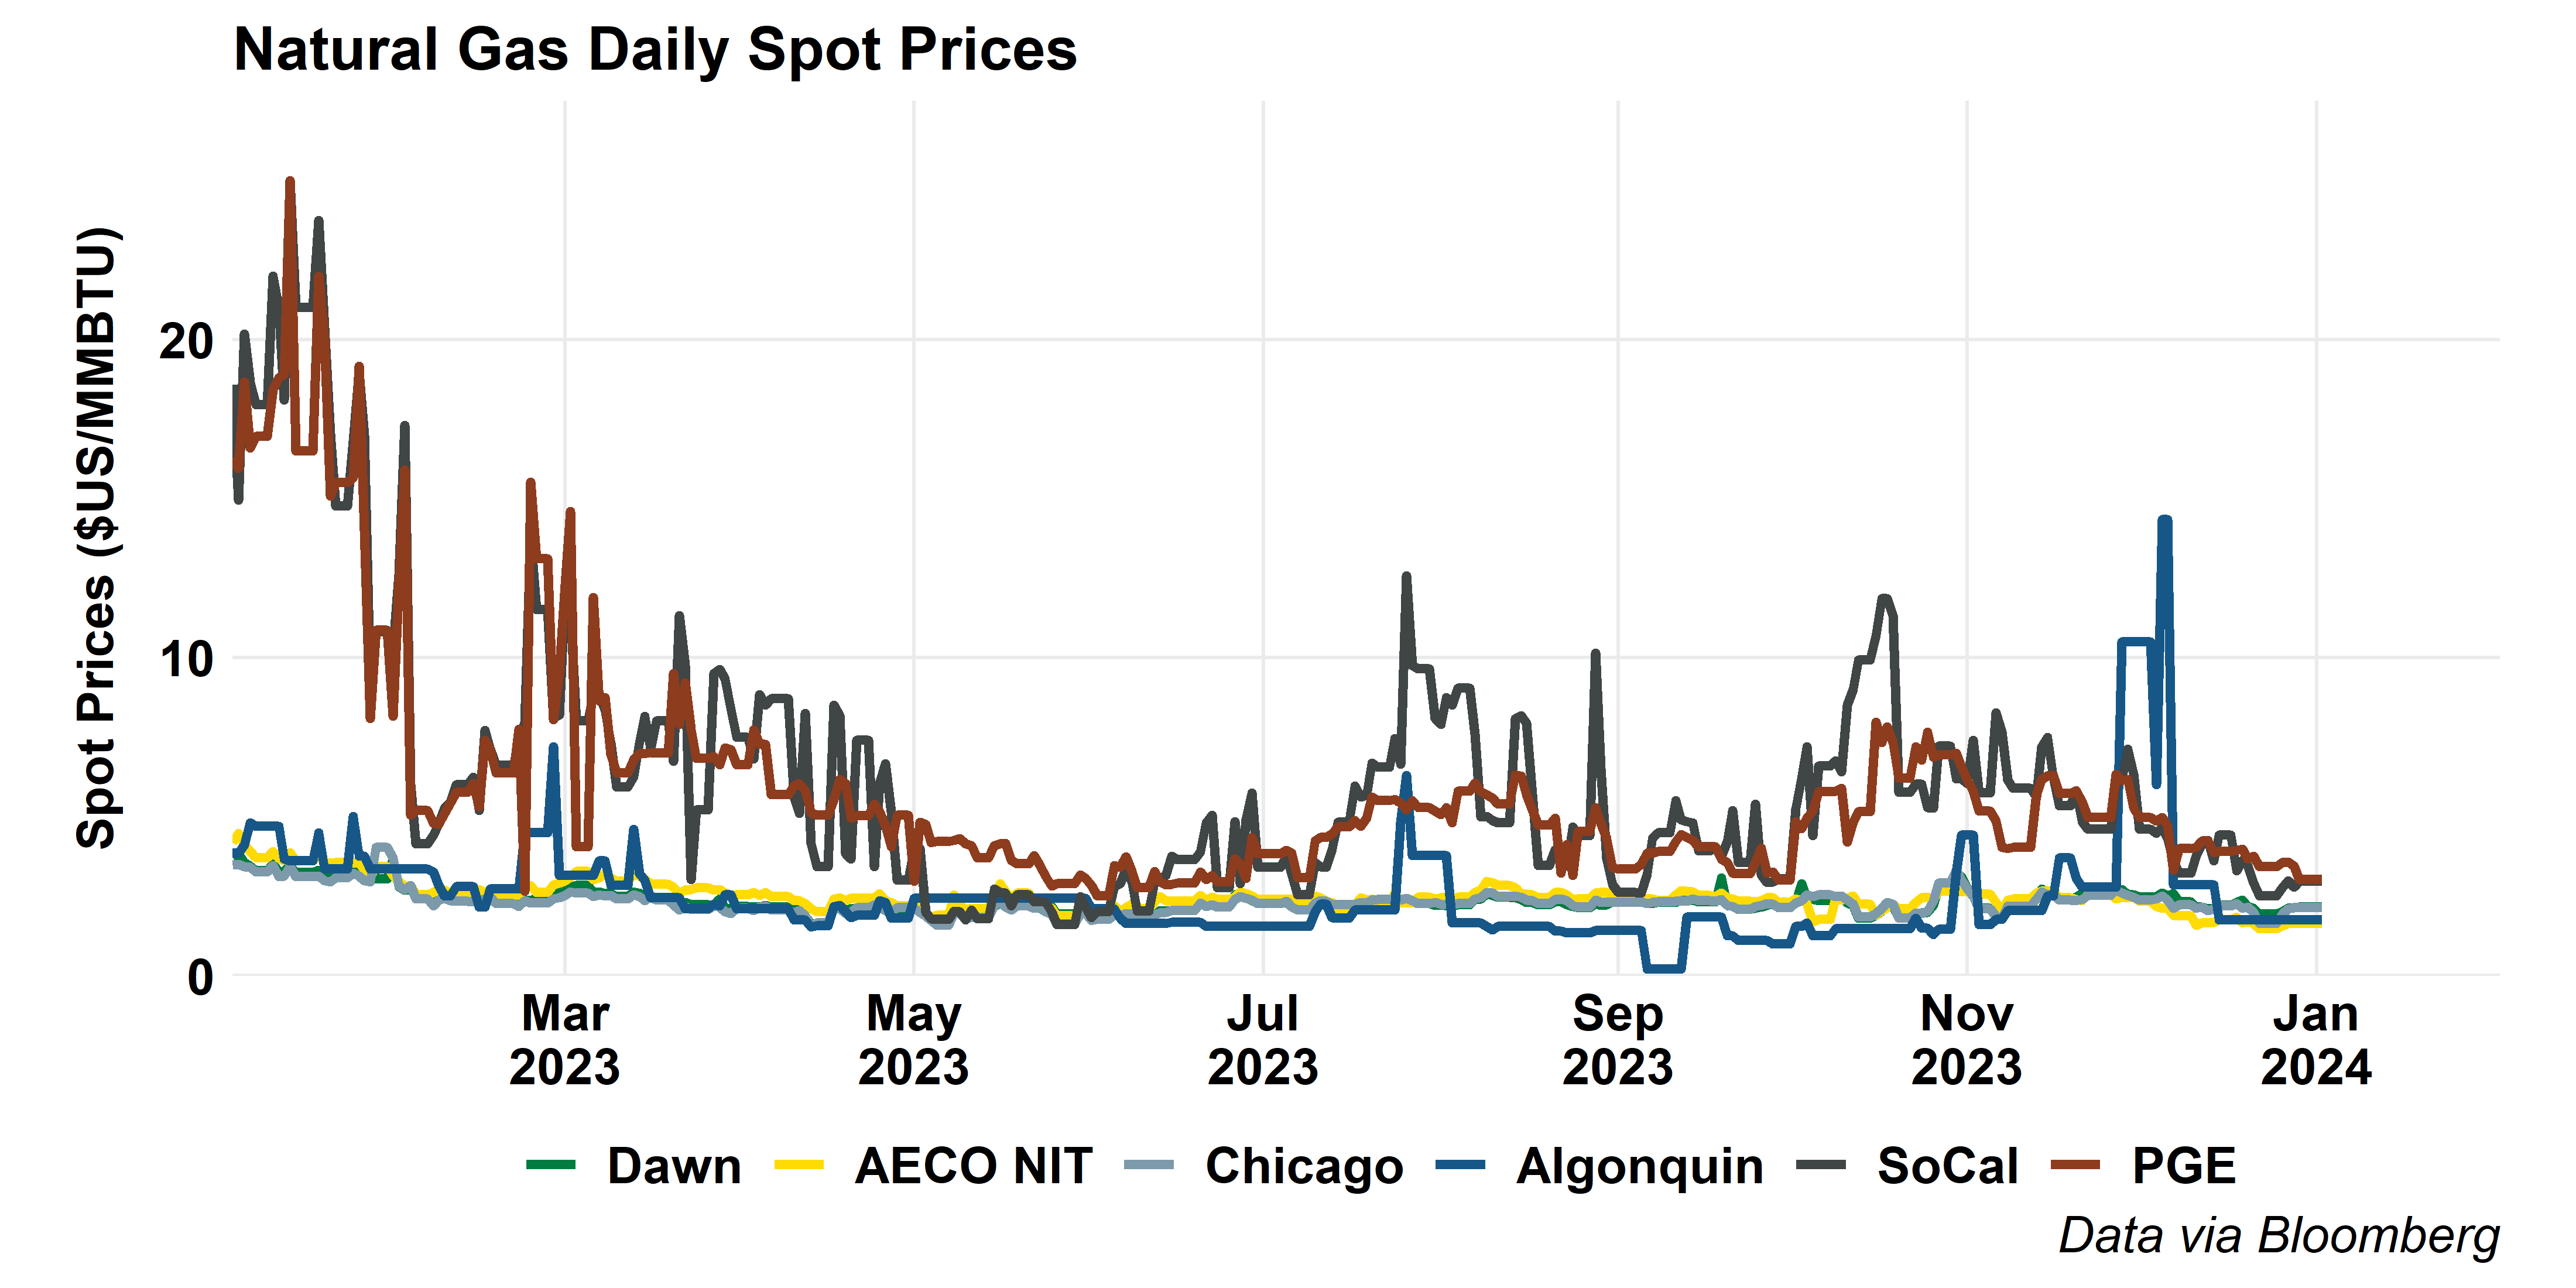 Natural Gas Daily Spot Prices
Spot Prices ($US/MMBTU)
20
10
0
Mar
2023
May
2023
Jul
2023
Sep
2023
Nov
2023
Jan
2024
Dawn
AECO NIT
Chicago
Algonquin
SoCal
PGE
Data via Bloomberg